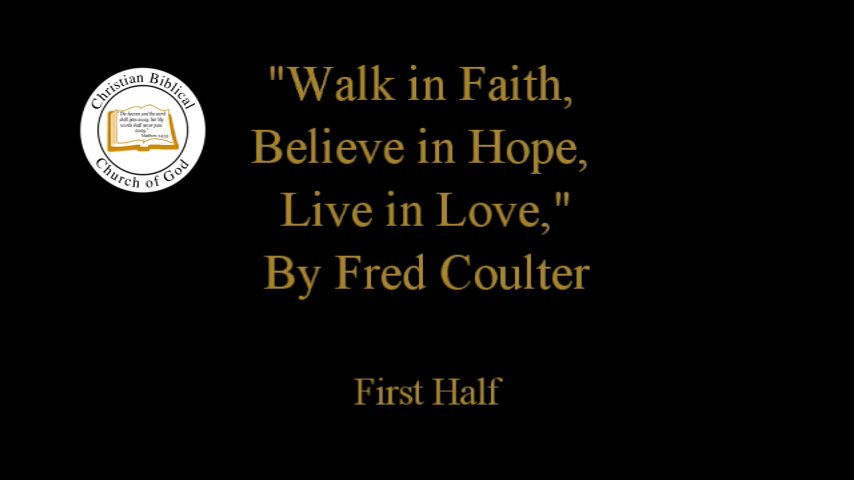 Christian Biblical
Church of God
"Walk in Faith,
Believe in Hope,
Live in Love,"
By Fred Coulter
First Half